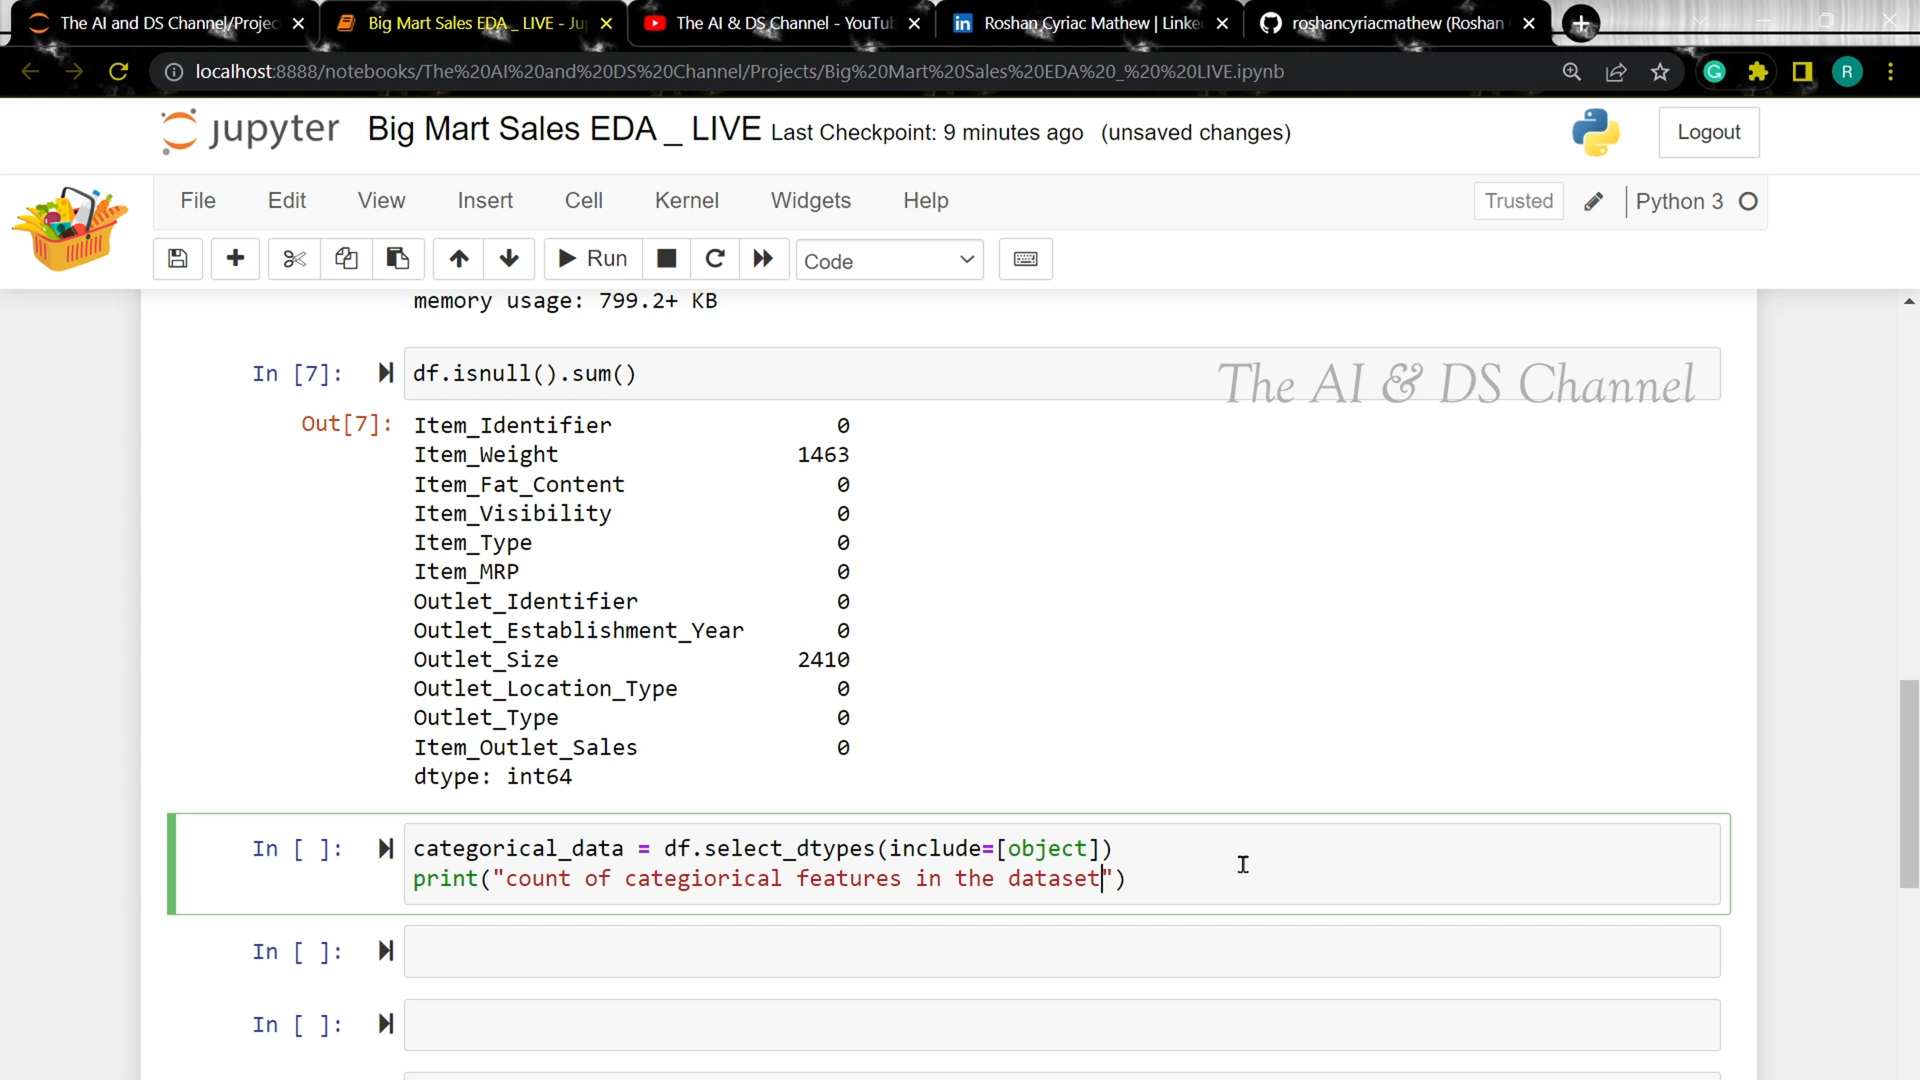 The AI and DS Channel/Projec
Big Mart Sales EDA _ LIVE - Ju
The AI & DS Channel - YouTu
Roshan Cyriac Mathew | Linke
roshancyriacmathew (Roshan
localhost:8888/notebooks/The%20AI%20and%20DS%20Channel/Projects/Big%20Mart%20Sales%20EDA%20_%20%20LIVE.ipynb
R
jupyter Big Mart Sales EDA _ LIVE Last Checkpoint: 9 minutes ago (unsaved changes)
Logout
File Edit View Insert Cell Kernel Widgets Help
Trusted
Python 3
Run
Code
memory usage: 799.2+ KB
In [7]: df.isnull().sum()
The AI & DS Channel
Out[7]: Item_Identifier 0
Item_Weight 1463
Item_Fat_Content 0
Item_Visibility 0
Item_Type 0
Item_MRP 0
Outlet_Identifier 0
Outlet_Establishment_Year 0
Outlet_Size 2410
Outlet_Location_Type 0
Outlet_Type 0
Item_Outlet_Sales 0
dtype: int64
In [ ]: categorical_data = df.select_dtypes(include=[object])
print("count of categiorical features in the dataset")
In [ ]:
In [ ]: